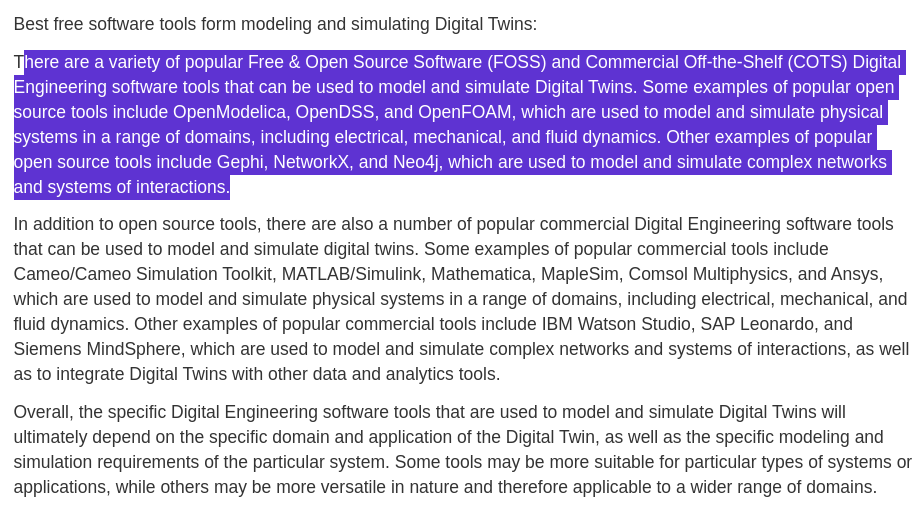 Best free software tools form modeling and simulating Digital Twins:
There are a variety of popular Free & Open Source Software (FOSS) and Commercial Off-the-Shelf (COTS) Digital
Engineering software tools that can be used to model and simulate Digital Twins. Some examples of popular open
source tools include OpenModelica, OpenDSS, and OpenFOAM, which are used to model and simulate physical
systems in a range of domains, including electrical, mechanical, and fluid dynamics. Other examples of popular
open source tools include Gephi, NetworkX, and Neo4j, which are used to model and simulate complex networks
and systems of interactions.
In addition to open source tools, there are also a number of popular commercial Digital Engineering software tools
that can be used to model and simulate digital twins. Some examples of popular commercial tools include
Cameo/Cameo Simulation Toolkit, MATLAB/Simulink, Mathematica, MapleSim, Comsol Multiphysics, and Ansys,
which are used to model and simulate physical systems in a range of domains, including electrical, mechanical, and
fluid dynamics. Other examples of popular commercial tools include IBM Watson Studio, SAP Leonardo, and
Siemens MindSphere, which are used to model and simulate complex networks and systems of interactions, as well
as to integrate Digital Twins with other data and analytics tools.
Overall, the specific Digital Engineering software tools that are used to model and simulate Digital Twins will
ultimately depend on the specific domain and application of the Digital Twin, as well as the specific modeling and
simulation requirements of the particular system. Some tools may be more suitable for particular types of systems or
applications, while others may be more versatile in nature and therefore applicable to a wider range of domains.